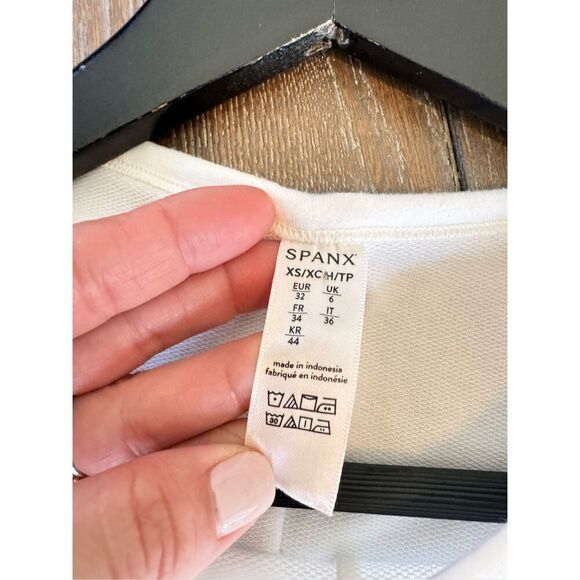 SPANX
XS/XCH/TP
EUR UK
32 6
FR IT
34 36
KR
44
made in indonesia
fabriqué en indonésie
30